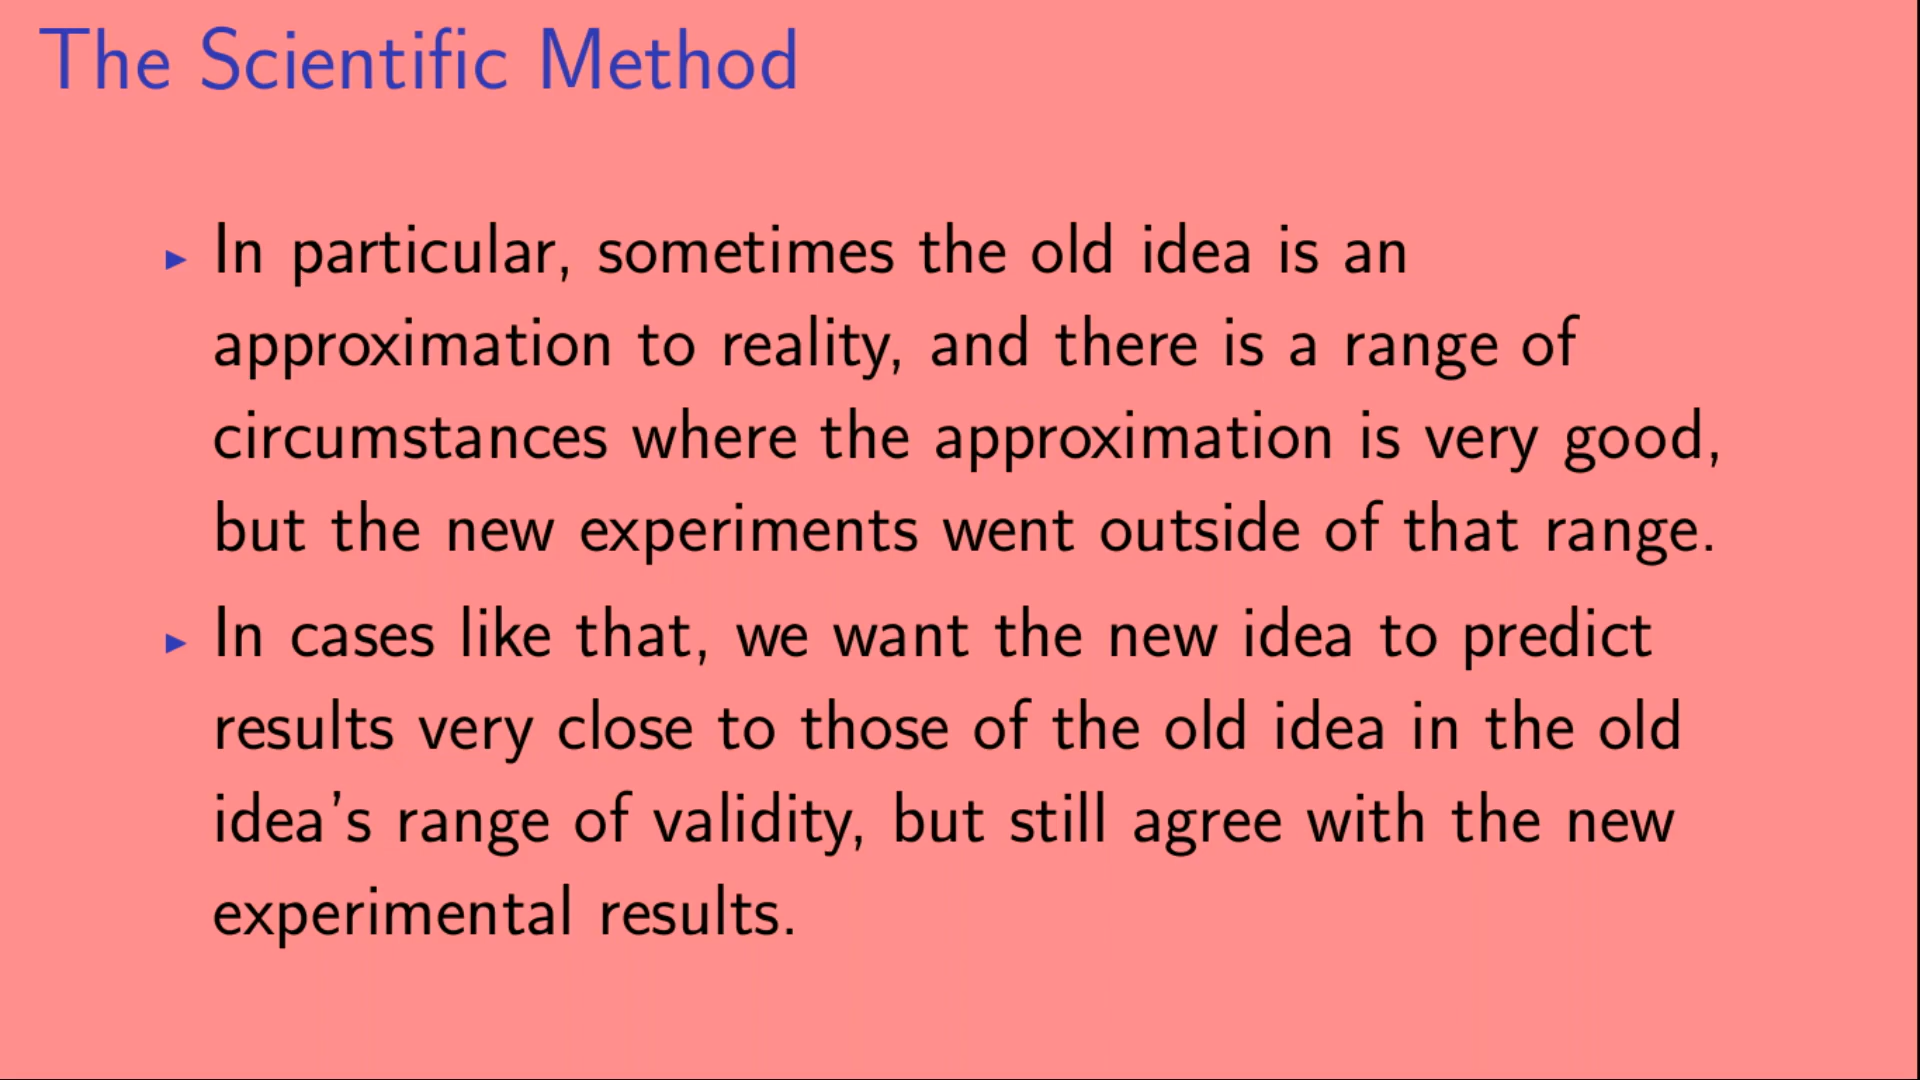 The Scientific Method
▶ In particular, sometimes the old idea is an
approximation to reality, and there is a range of
circumstances where the approximation is very good,
but the new experiments went outside of that range.
▶ In cases like that, we want the new idea to predict
results very close to those of the old idea in the old
idea's range of validity, but still agree with the new
experimental results.